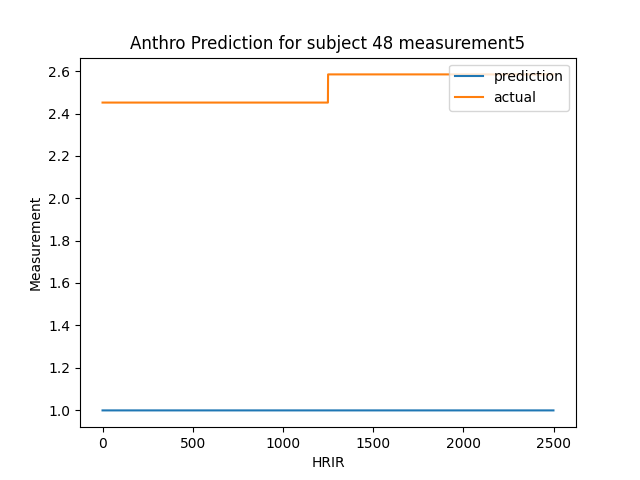 Anthro Prediction for subject 48 measurement5
prediction
actual
2.6
2.4
2.2
2.0
1.8
1.6
1.4
1.2
1.0
Measurement
0 500 1000 1500 2000 2500
HRIR